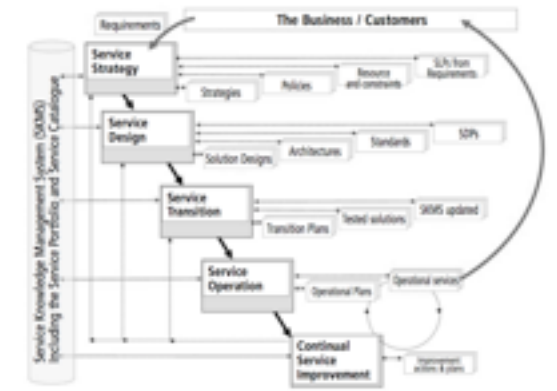 Requirements
The Business / Customers
Service
Strategy
Strategies
Policies
Resource
and constraints
SLPs from
Requirements
Service
Design
Solution Designs
Architectures
Standards
SDPs
Service
Transition
Transition Plans
Tested solutions
SKMS updated
Service
Operation
Operational Plans
Operational services
Continual
Service
Improvement
Improvement
actions & plans
Service Knowledge Management System (SKMS)
Including the Service Portfolio and Service Catalogue